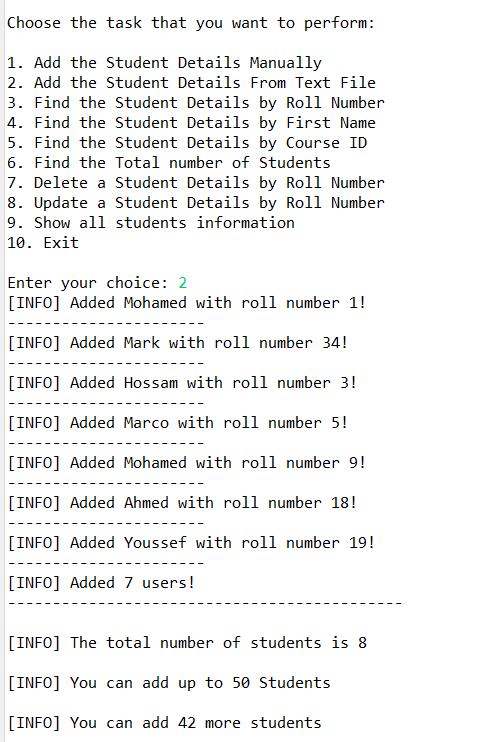 Choose the task that you want to perform:
1. Add the Student Details Manually
2. Add the Student Details From Text File
3. Find the Student Details by Roll Number
4. Find the Student Details by First Name
5. Find the Student Details by Course ID
6. Find the Total number of Students
7. Delete a Student Details by Roll Number
8. Update a Student Details by Roll Number
9. Show all students information
10. Exit
Enter your choice: 2
[INFO] Added Mohamed with roll number 1!
----------------------
[INFO] Added Mark with roll number 34!
----------------------
[INFO] Added Hossam with roll number 3!
----------------------
[INFO] Added Marco with roll number 5!
----------------------
[INFO] Added Mohamed with roll number 9!
----------------------
[INFO] Added Ahmed with roll number 18!
----------------------
[INFO] Added Youssef with roll number 19!
----------------------
[INFO] Added 7 users!
--------------------------------------------
[INFO] The total number of students is 8
[INFO] You can add up to 50 Students
[INFO] You can add 42 more students